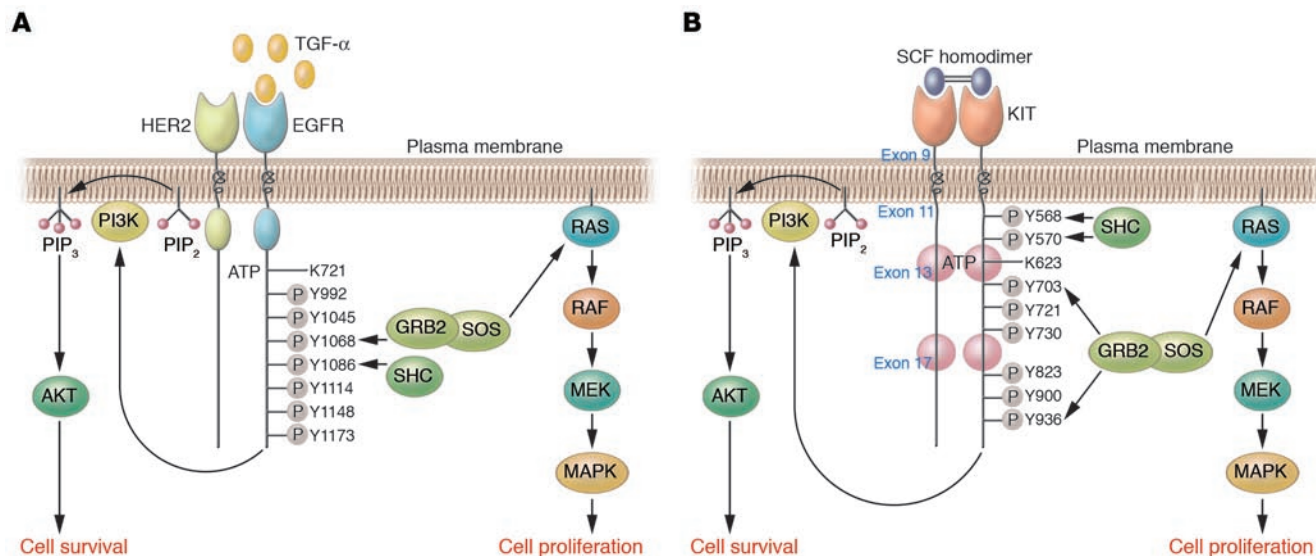 A
TGF-α
HER2
EGFR
Plasma membrane
PIP3
PI3K
PIP2
RAS
ATP
K721
P Y992
P Y1045
P Y1068
P Y1086
P Y1114
P Y1148
P Y1173
GRB2
SOS
SHC
RAF
AKT
MEK
MAPK
Cell survival
Cell proliferation
B
SCF homodimer
KIT
Exon 9
Plasma membrane
PIP3
PI3K
PIP2
Exon 11
P Y568
P Y570
SHC
RAS
ATP
K623
Exon 13
P Y703
P Y721
P Y730
GRB2
SOS
RAF
Exon 17
P Y823
P Y900
P Y936
AKT
MEK
MAPK
Cell survival
Cell proliferation